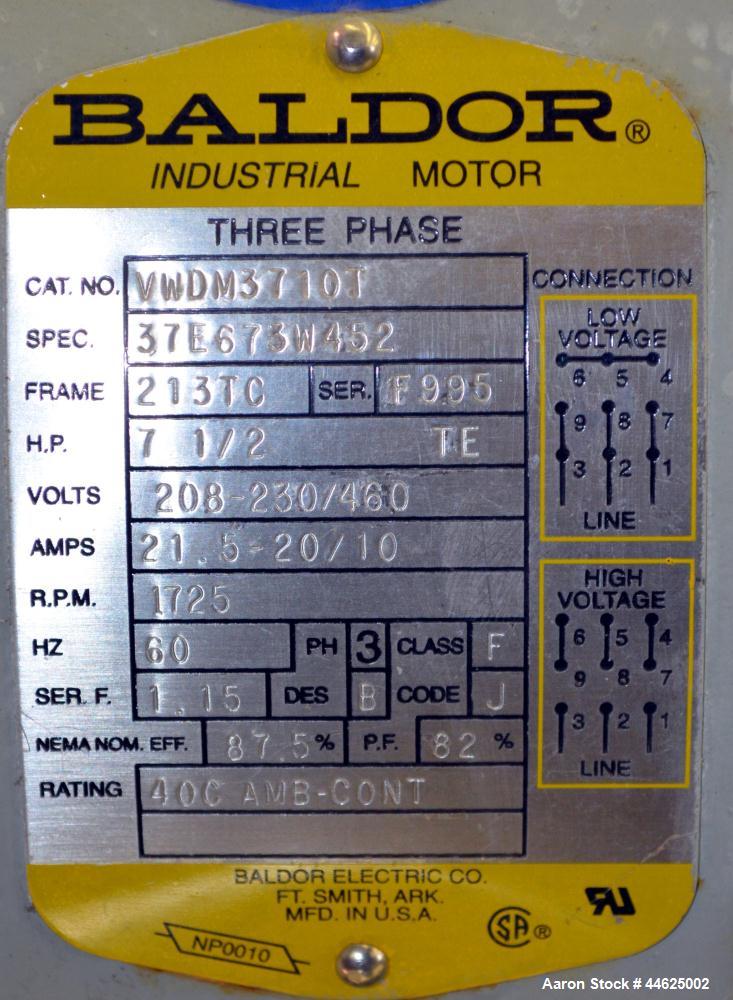 BALDOR®
INDUSTRIAL MOTOR
THREE PHASE
CAT. NO. VWDM3710T
SPEC. 37E673W452
FRAME 213TC SER. F995
H.P. 7 1/2 TE
VOLTS 208-230/460
AMPS 21.5-20/10
R.P.M. 1725
HZ 60 PH 3 CLASS F
SER. F. 1.15 DES B CODE J
NEMA NOM. EFF. 87.5% P.F. 82 %
RATING 40C AMB-CONT
CONNECTION
LOW
VOLTAGE
6 5 4
9 8 7
3 2 1
LINE
HIGH
VOLTAGE
6 5 4
9 8 7
3 2 1
LINE
BALDOR ELECTRIC CO.
FT. SMITH, ARK.
MFD. IN U.S.A.
NP0010
SA®
RU
Aaron Stock # 44625002